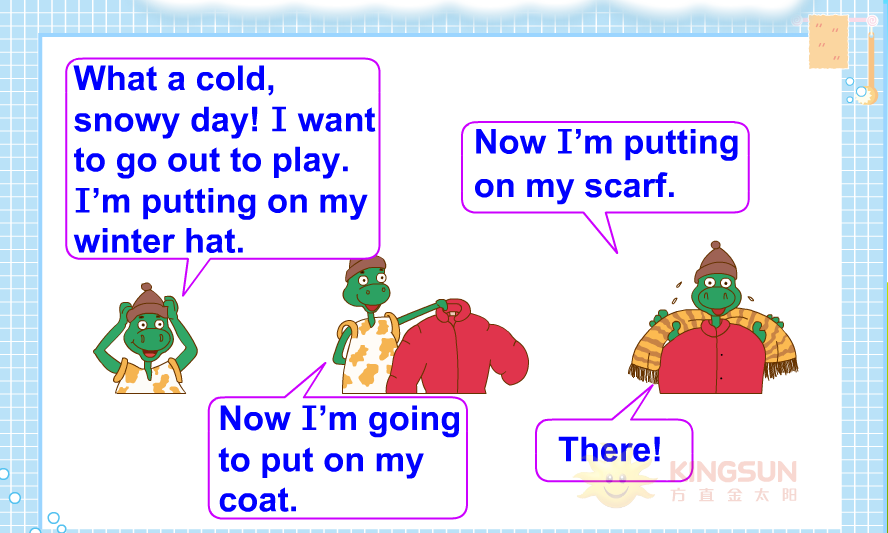 What a cold,
snowy day! I want
to go out to play.
I’m putting on my
winter hat.
Now I’m going
to put on my
coat.
Now I’m putting
on my scarf.
There!
KINGSUN
方直金太阳